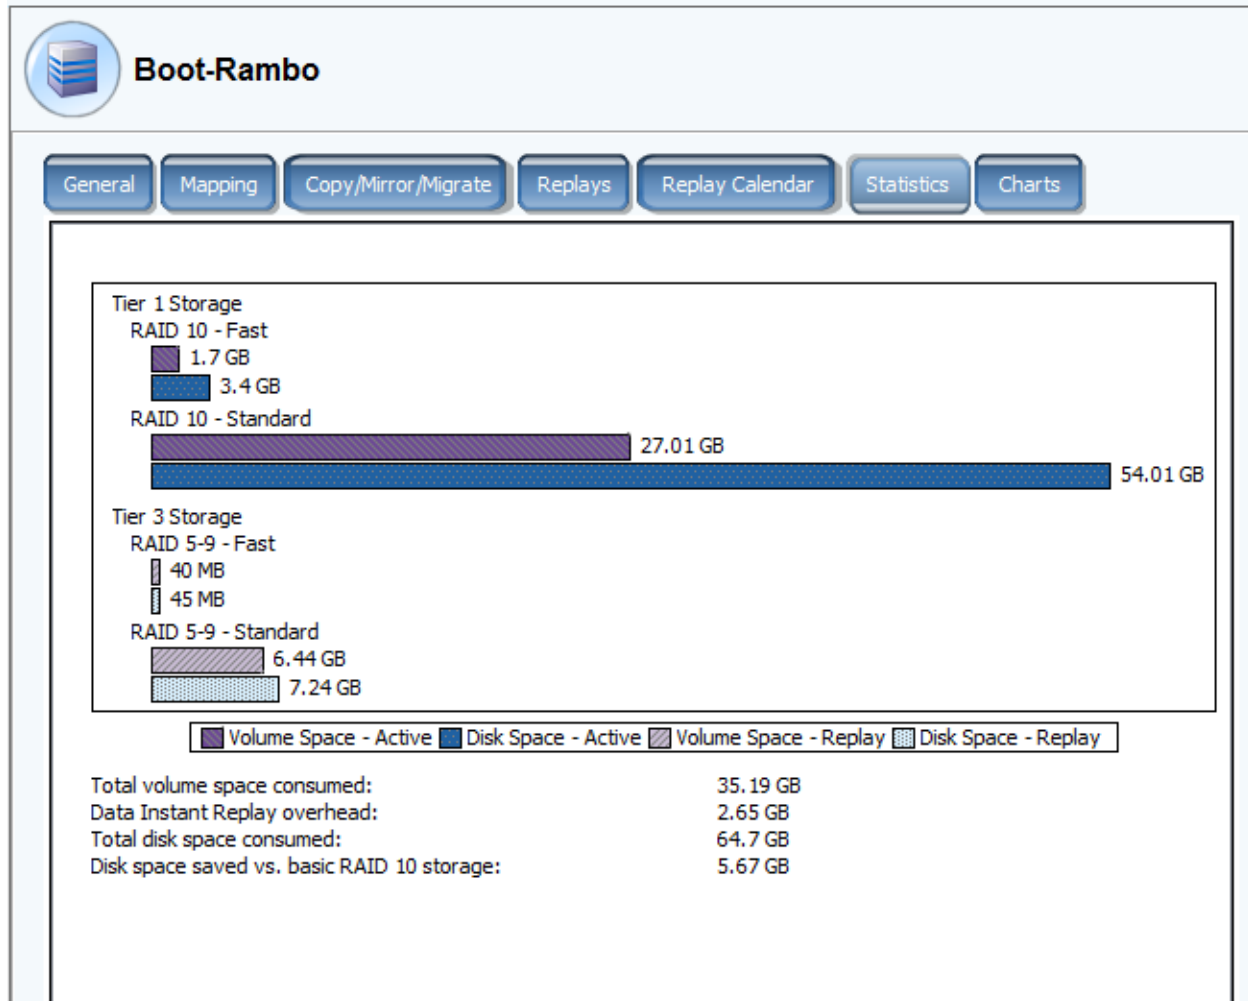 Boot-Rambo
General Mapping Copy/Mirror/Migrate Replays Replay Calendar Statistics Charts
Tier 1 Storage
RAID 10 - Fast
1.7 GB
3.4 GB
RAID 10 - Standard
27.01 GB
54.01 GB
Tier 3 Storage
RAID 5-9 - Fast
40 MB
45 MB
RAID 5-9 - Standard
6.44 GB
7.24 GB
Volume Space - Active Disk Space - Active Volume Space - Replay Disk Space - Replay
Total volume space consumed: 35.19 GB
Data Instant Replay overhead: 2.65 GB
Total disk space consumed: 64.7 GB
Disk space saved vs. basic RAID 10 storage: 5.67 GB